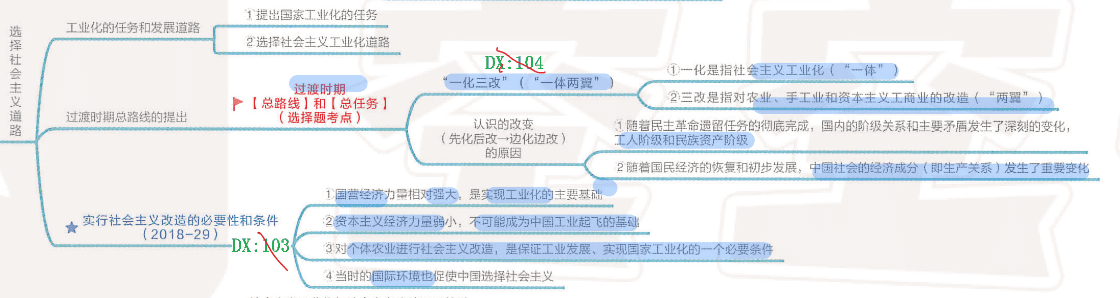 选择社会主义道路
工业化的任务和发展道路
①提出国家工业化的任务
②选择社会主义工业化道路
过渡时期总路线的提出
过渡时期
【总路线】和【总任务】
(选择题考点)
DX:104
“一化三改”(“一体两翼”)
①一化是指社会主义工业化(“一体”)
②三改是指对农业、手工业和资本主义工商业的改造(“两翼”)
认识的改变
(先化后改→边化边改)
的原因
①随着民主革命遗留任务的彻底完成,国内的阶级关系和主要矛盾发生了深刻的变化,
工人阶级和民族资产阶级
②随着国民经济的恢复和初步发展,中国社会的经济成分(即生产关系)发生了重要变化
实行社会主义改造的必要性和条件
(2018-29)
DX:103
①国营经济力量相对强大,是实现工业化的主要基础
②资本主义经济力量弱小,不可能成为中国工业起飞的基础
③对个体农业进行社会主义改造,是保证工业发展、实现国家工业化的一个必要条件
④当时的国际环境也促使中国选择社会主义